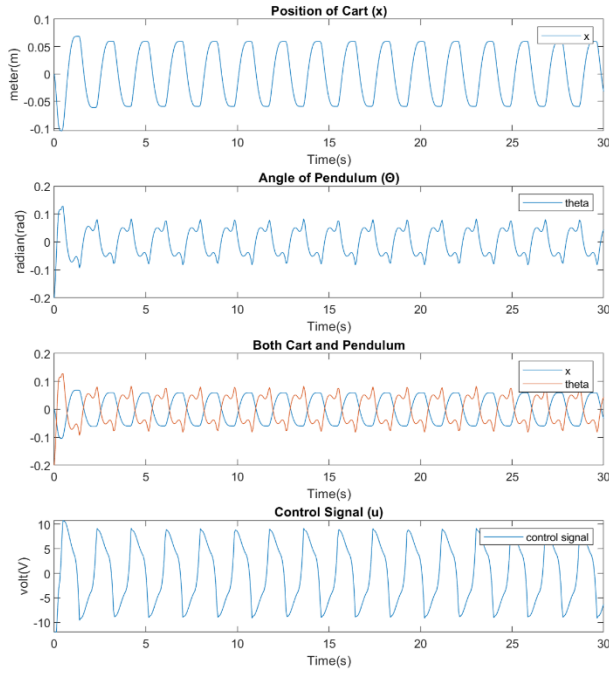 Position of Cart (x)
0.1
0.05
0
-0.05
-0.1
meter(m)
x
0 5 10 15 20 25 30
Time(s)
Angle of Pendulum (Θ)
0.2
0.1
0
-0.1
-0.2
radian(rad)
theta
0 5 10 15 20 25 30
Time(s)
Both Cart and Pendulum
0.2
0.1
0
-0.1
-0.2
x
theta
0 5 10 15 20 25 30
Time(s)
Control Signal (u)
10
5
0
-5
-10
volt(V)
control signal
0 5 10 15 20 25 30
Time(s)